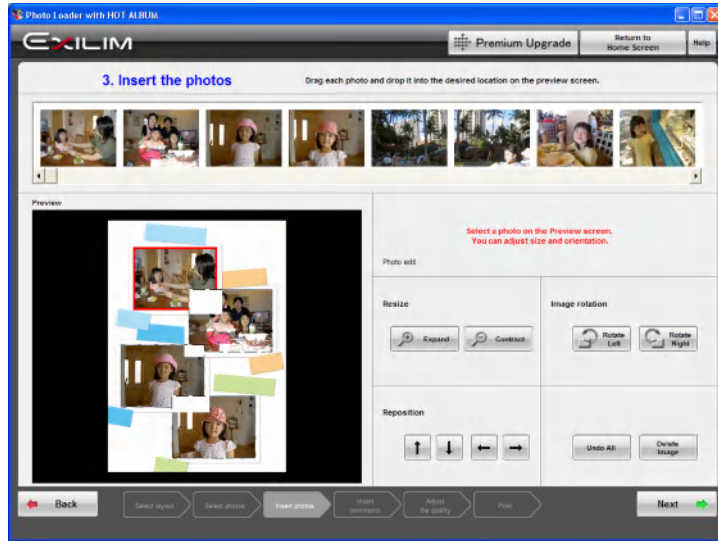 Photo Loader with HOT ALBUM
EXILIM
Premium Upgrade
Return to
Home Screen
Help
3. Insert the photos
Drag each photo and drop it into the desired location on the preview screen.
Preview
Select a photo on the Preview screen.
You can adjust size and orientation.
Photo edit
Resize
Image rotation
Expand
Contract
Rotate
Left
Rotate
Right
Reposition
Undo All
Delete
Image
Back
Select layout
Select photos
Insert photos
Insert
comments
Adjust
the quality
Print
Next